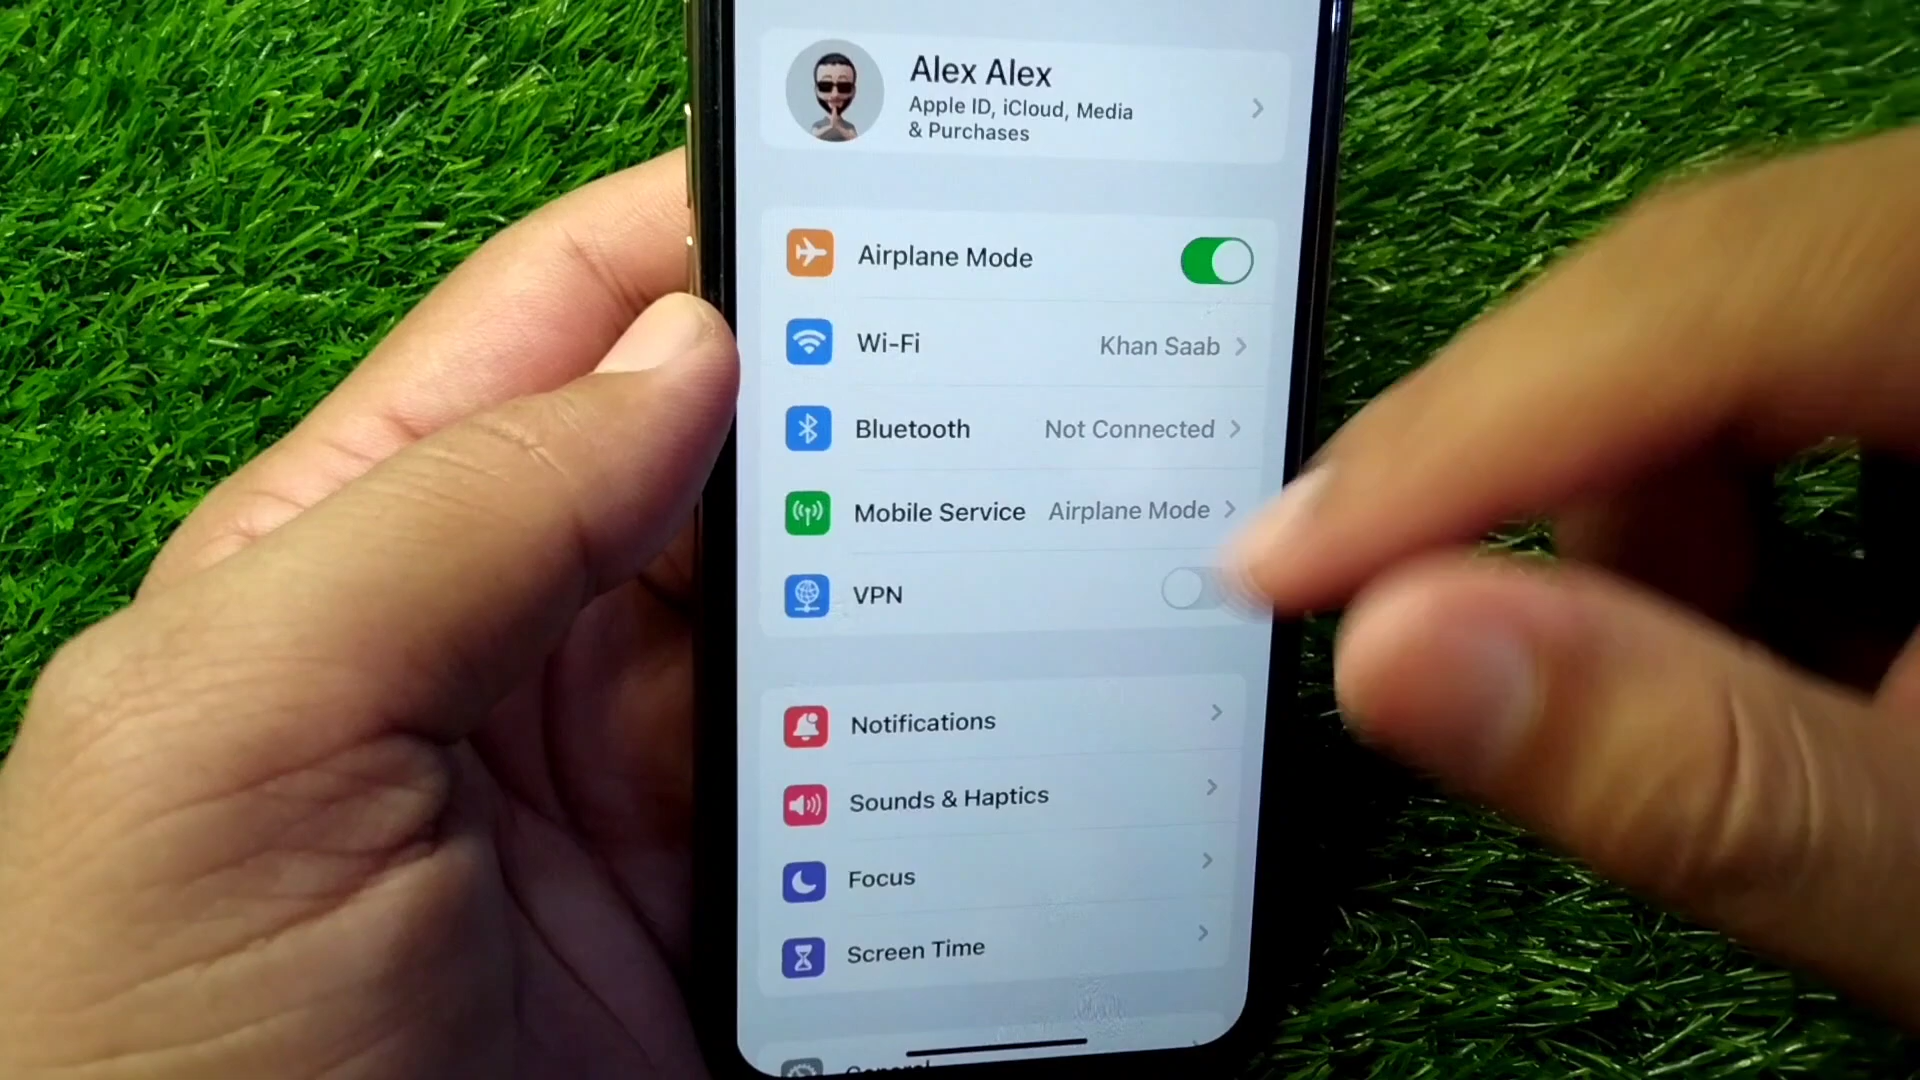 Alex Alex
Apple ID, iCloud, Media
& Purchases
Airplane Mode
Wi-Fi Khan Saab
Bluetooth Not Connected
Mobile Service Airplane Mode
VPN
Notifications
Sounds & Haptics
Focus
Screen Time
General